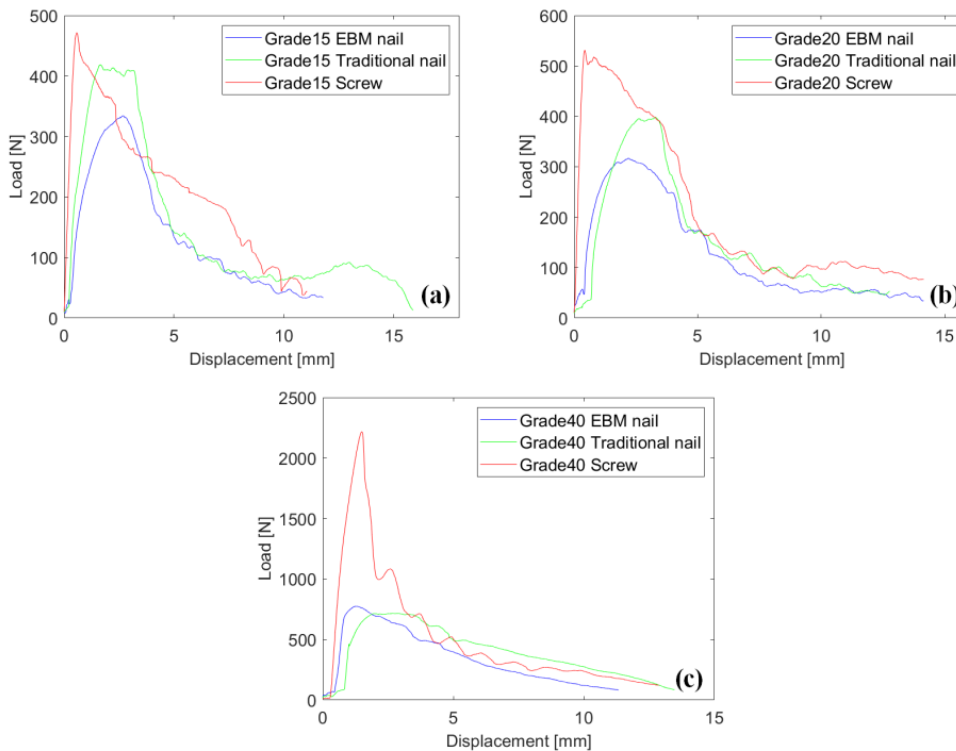 500
400
300
200
100
0
Load [N]
Grade15 EBM nail
Grade15 Traditional nail
Grade15 Screw
(a)
0 5 10 15
Displacement [mm]
600
500
400
300
200
100
0
Load [N]
Grade20 EBM nail
Grade20 Traditional nail
Grade20 Screw
(b)
0 5 10 15
Displacement [mm]
2500
2000
1500
1000
500
0
Load [N]
Grade40 EBM nail
Grade40 Traditional nail
Grade40 Screw
(c)
0 5 10 15
Displacement [mm]